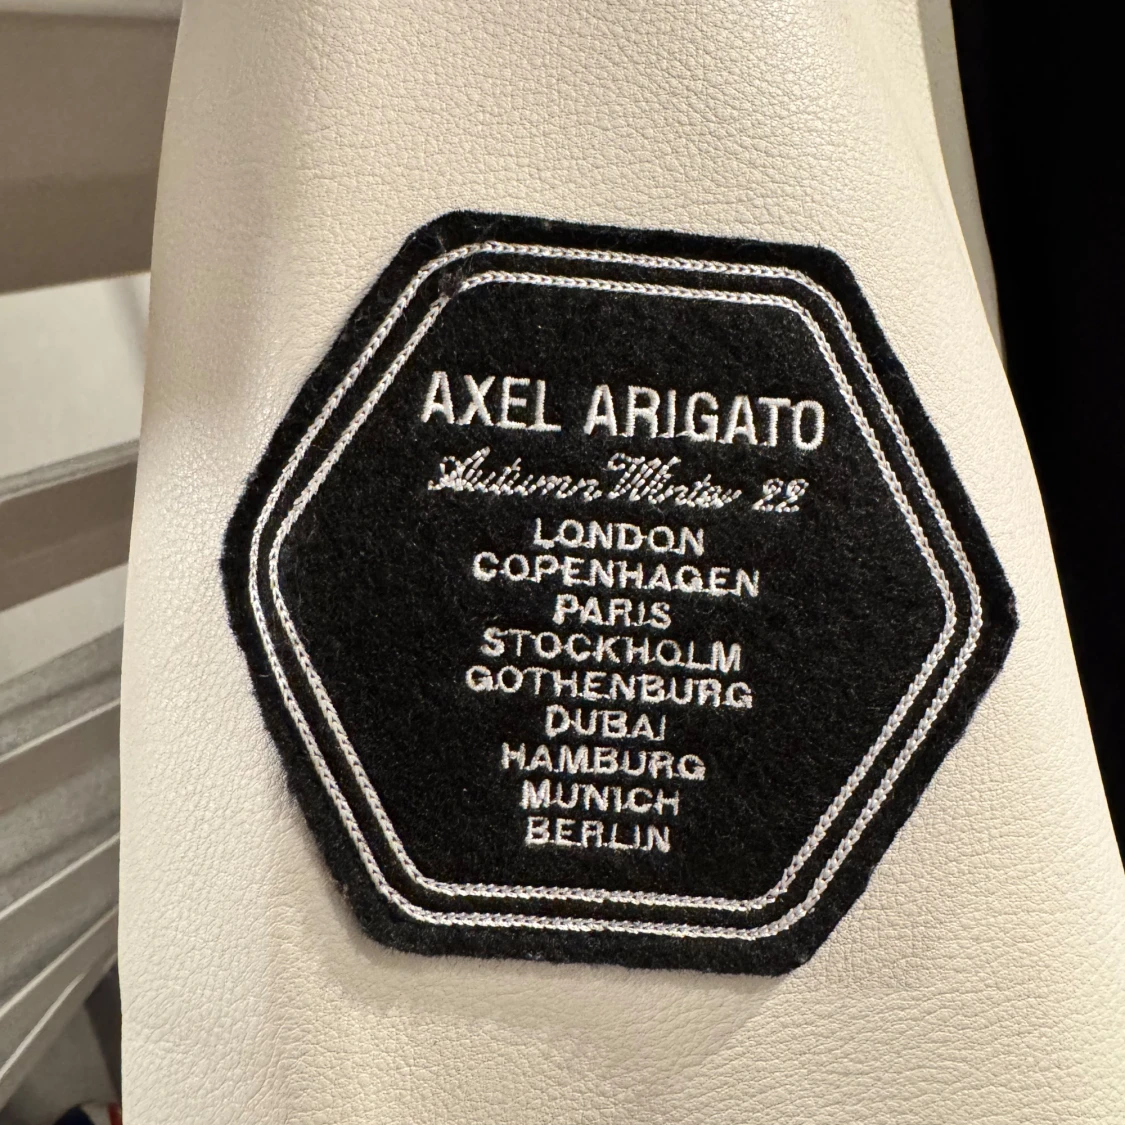 AXEL ARIGATO
Autumn Winter 22
LONDON
COPENHAGEN
PARIS
STOCKHOLM
GOTHENBURG
DUBAI
HAMBURG
MUNICH
BERLIN